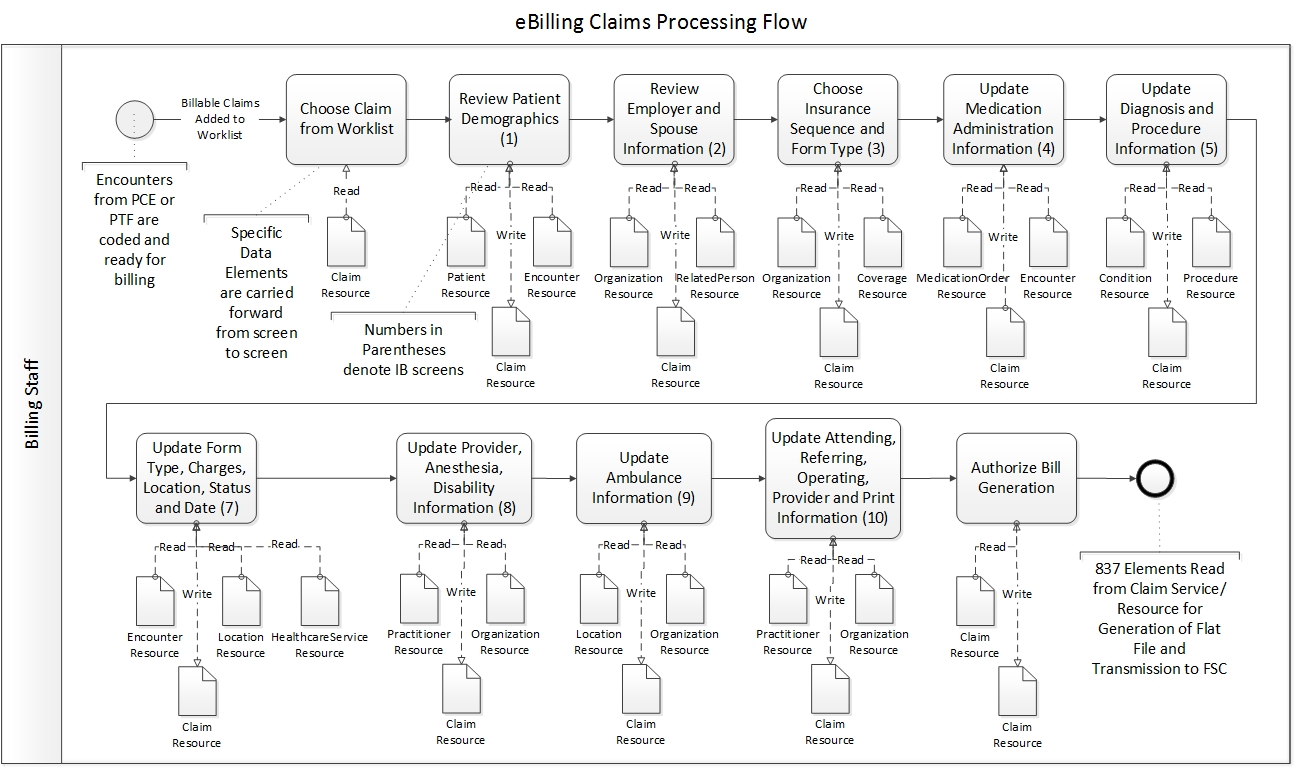 eBilling Claims Processing Flow
Billing Staff
Billable Claims
Added to
Worklist
Encounters
from PCE or
PTF are
coded and
ready for
billing
Choose Claim
from Worklist
Read
Claim
Resource
Specific
Data
Elements
are carried
forward
from screen
to screen
Review Patient
Demographics
(1)
Read
Read
Write
Patient
Resource
Encounter
Resource
Claim
Resource
Numbers in
Parentheses
denote IB screens
Review
Employer and
Spouse
Information (2)
Read
Read
Write
Organization
Resource
RelatedPerson
Resource
Claim
Resource
Choose
Insurance
Sequence and
Form Type (3)
Read
Read
Write
Organization
Resource
Coverage
Resource
Claim
Resource
Update
Medication
Administration
Information (4)
Read
Read
Write
MedicationOrder
Resource
Encounter
Resource
Claim
Resource
Update
Diagnosis and
Procedure
Information (5)
Read
Read
Write
Condition
Resource
Procedure
Resource
Claim
Resource
Update Form
Type, Charges,
Location, Status
and Date (7)
Read
Read
Read
Write
Encounter
Resource
Location
Resource
HealthcareService
Resource
Claim
Resource
Update Provider,
Anesthesia,
Disability
Information (8)
Read
Read
Write
Practitioner
Resource
Organization
Resource
Claim
Resource
Update
Ambulance
Information (9)
Read
Read
Write
Location
Resource
Organization
Resource
Claim
Resource
Update Attending,
Referring,
Operating,
Provider and Print
Information (10)
Read
Read
Write
Practitioner
Resource
Organization
Resource
Claim
Resource
Authorize Bill
Generation
Read
Write
Claim
Resource
Claim
Resource
837 Elements Read
from Claim Service/
Resource for
Generation of Flat
File and
Transmission to FSC